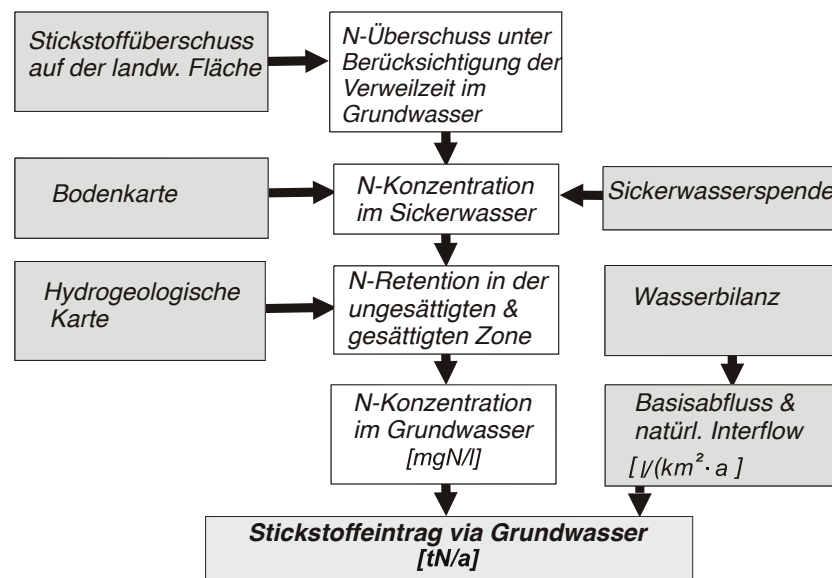 Stickstoffüberschuss
auf der landw. Fläche
N-Überschuss unter
Berücksichtigung der
Verweilzeit im
Grundwasser
Bodenkarte
N-Konzentration
im Sickerwasser
Sickerwasserspende
Hydrogeologische
Karte
N-Retention in der
ungesättigten &
gesättigten Zone
Wasserbilanz
N-Konzentration
im Grundwasser
[mgN/l]
Basisabfluss &
natürl. Interflow
[ l/(km²· a ]
Stickstoffeintrag via Grundwasser
[tN/a]